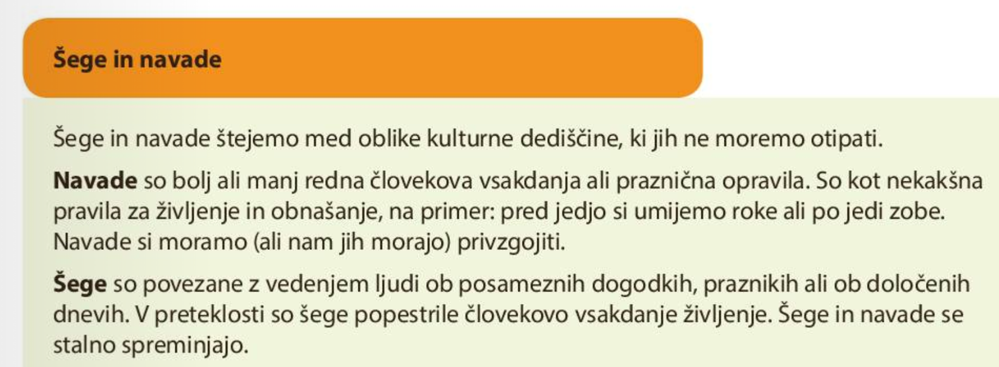 Šege in navade
Šege in navade štejemo med oblike kulturne dediščine, ki jih ne moremo otipati.
Navade so bolj ali manj redna človekova vsakdanja ali praznična opravila. So kot nekakšna
pravila za življenje in obnašanje, na primer: pred jedjo si umijemo roke ali po jedi zobe.
Navade si moramo (ali nam jih morajo) privzgojiti.
Šege so povezane z vedenjem ljudi ob posameznih dogodkih, praznikih ali ob določenih
dnevih. V preteklosti so šege popestrile človekovo vsakdanje življenje. Šege in navade se
stalno spreminjajo.